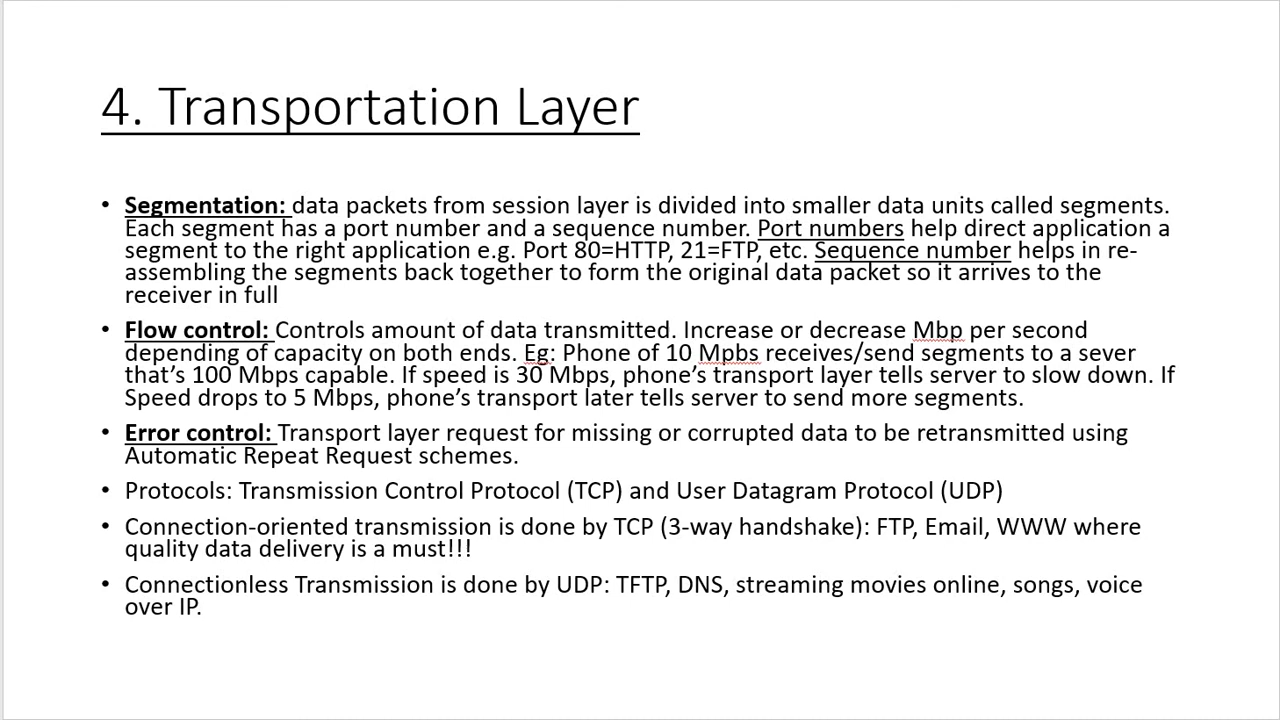 4. Transportation Layer
• Segmentation: data packets from session layer is divided into smaller data units called segments.
Each segment has a port number and a sequence number. Port numbers help direct application a
segment to the right application e.g. Port 80=HTTP, 21=FTP, etc. Sequence number helps in re-
assembling the segments back together to form the original data packet so it arrives to the
receiver in full
• Flow control: Controls amount of data transmitted. Increase or decrease Mbp per second
depending of capacity on both ends. Eg: Phone of 10 Mpbs receives/send segments to a sever
that’s 100 Mbps capable. If speed is 30 Mbps, phone’s transport layer tells server to slow down. If
Speed drops to 5 Mbps, phone’s transport later tells server to send more segments.
• Error control: Transport layer request for missing or corrupted data to be retransmitted using
Automatic Repeat Request schemes.
• Protocols: Transmission Control Protocol (TCP) and User Datagram Protocol (UDP)
• Connection-oriented transmission is done by TCP (3-way handshake): FTP, Email, WWW where
quality data delivery is a must!!!
• Connectionless Transmission is done by UDP: TFTP, DNS, streaming movies online, songs, voice
over IP.